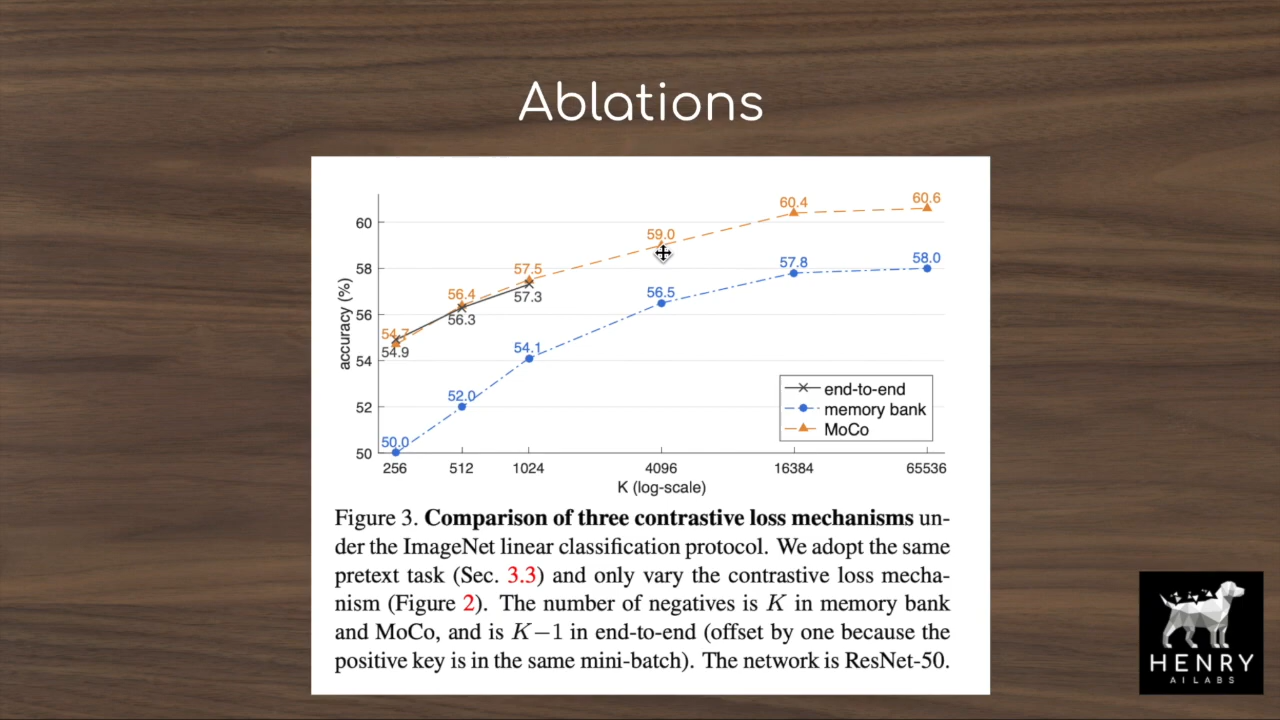 Ablations
60.6
60.4
60
59.0
58
57.8
58.0
57.5
57.3
56.4
56.3
56.5
56
54.7
54.9
54.1
54
52.0
52
50.0
50
accuracy (%)
end-to-end
memory bank
MoCo
256
512
1024
4096
16384
65536
K (log-scale)
Figure 3. Comparison of three contrastive loss mechanisms un-
der the ImageNet linear classification protocol. We adopt the same
pretext task (Sec. 3.3) and only vary the contrastive loss mecha-
nism (Figure 2). The number of negatives is K in memory bank
and MoCo, and is K−1 in end-to-end (offset by one because the
positive key is in the same mini-batch). The network is ResNet-50.
HENRY
AI LABS